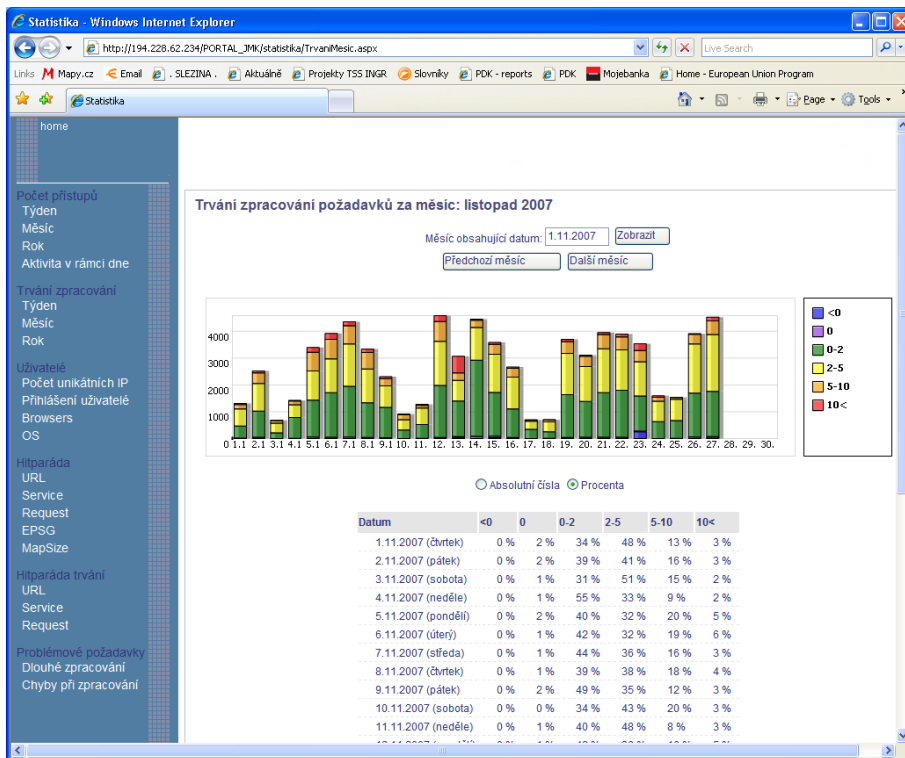 Statistika - Windows Internet Explorer
http://194.228.62.234/PORTAL_JMK/statistika/TrvaniMesic.aspx
Live Search
Links Mapy.cz Email . SLEZINA . Aktuálně Projekty TSS INGR Slovníky PDK - reports PDK Mojebanka Home - European Union Program
Statistika
Page Tools
home
Počet přístupů
Týden
Měsíc
Rok
Aktivita v rámci dne
Trvání zpracování
Týden
Měsíc
Rok
Uživatelé
Počet unikátních IP
Přihlášení uživatelé
Browsers
OS
Hitparáda
URL
Service
Request
EPSG
MapSize
Hitparáda trvání
URL
Service
Request
Problémové požadavky
Dlouhé zpracování
Chyby při zpracování
Trvání zpracování požadavků za měsíc: listopad 2007
Měsíc obsahující datum: 1.11.2007 Zobrazit
Předchozí měsíc Další měsíc
4000
3000
2000
1000
0 1.1 2.1 3.1 4.1 5.1 6.1 7.1 8.1 9.1 10. 11. 12. 13. 14. 15. 16. 17. 18. 19. 20. 21. 22. 23. 24. 25. 26. 27. 28. 29. 30.
<0
0
0-2
2-5
5-10
10<
Absolutní čísla Procenta
Datum <0 0 0-2 2-5 5-10 10<
1.11.2007 (čtvrtek) 0 % 2 % 34 % 48 % 13 % 3 %
2.11.2007 (pátek) 0 % 2 % 39 % 41 % 16 % 3 %
3.11.2007 (sobota) 0 % 1 % 31 % 51 % 15 % 2 %
4.11.2007 (neděle) 0 % 1 % 55 % 33 % 9 % 2 %
5.11.2007 (pondělí) 0 % 2 % 40 % 32 % 20 % 5 %
6.11.2007 (úterý) 0 % 1 % 42 % 32 % 19 % 6 %
7.11.2007 (středa) 0 % 1 % 44 % 36 % 16 % 3 %
8.11.2007 (čtvrtek) 0 % 1 % 39 % 38 % 18 % 4 %
9.11.2007 (pátek) 0 % 2 % 49 % 35 % 12 % 3 %
10.11.2007 (sobota) 0 % 0 % 34 % 43 % 20 % 3 %
11.11.2007 (neděle) 0 % 1 % 40 % 48 % 8 % 3 %